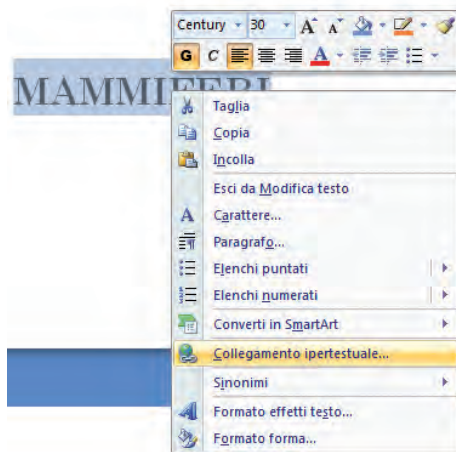 Century 30 A A
G C A
MAMMIFERI
Taglia
Copia
Incolla
Esci da Modifica testo
A Carattere...
Paragrafo...
Elenchi puntati
Elenchi numerati
Converti in SmartArt
Collegamento ipertestuale...
Sinonimi
Formato effetti testo...
Formato forma...